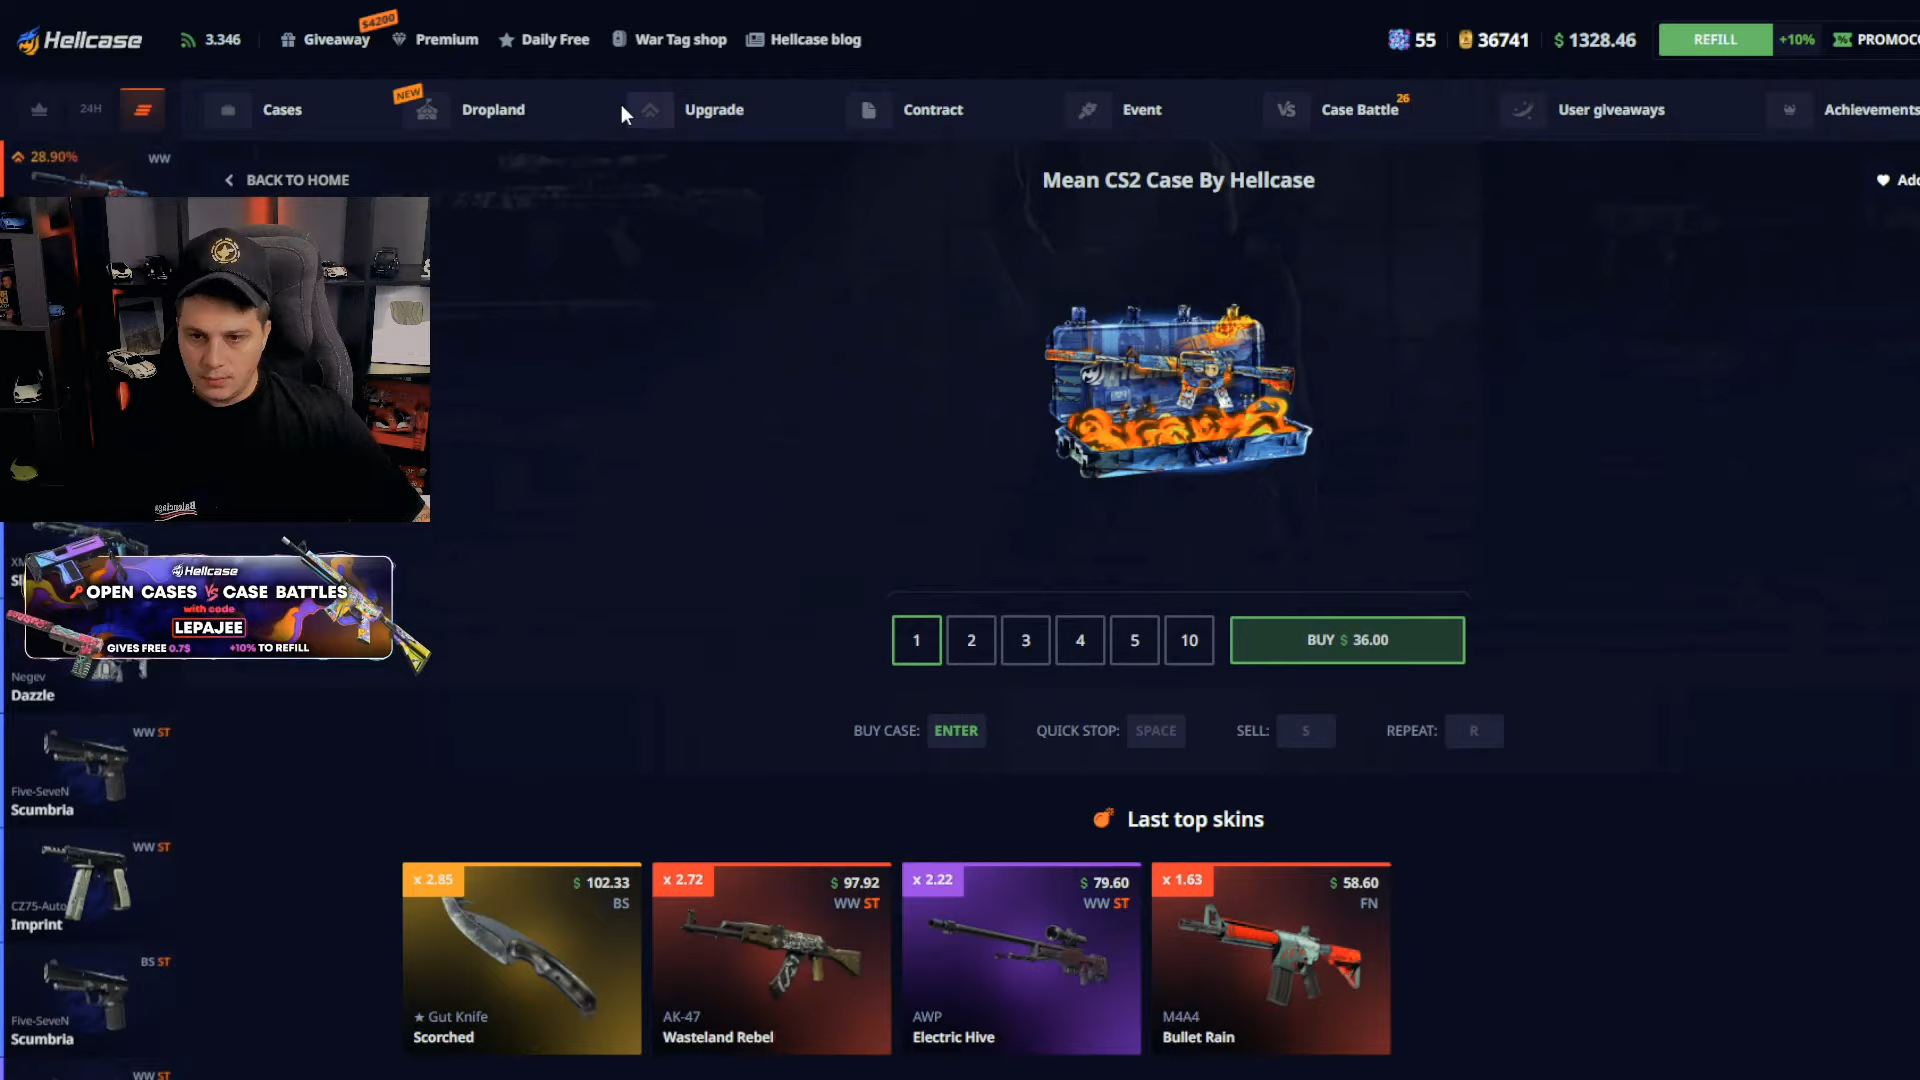 Hellcase
3.346
Giveaway
$4200
Premium
Daily Free
War Tag shop
Hellcase blog
55
36741
$ 1328.46
REFILL
+10%
PROMOCO
24H
Cases
NEW
Dropland
Upgrade
Contract
Event
VS
Case Battle
26
User giveaways
Achievements
28.90%
WW
BACK TO HOME
Mean CS2 Case By Hellcase
Add
Hellcase
OPEN CASES VS CASE BATTLES
with code
LEPAJEE
GIVES FREE 0.7$
+10% TO REFILL
1
2
3
4
5
10
BUY $ 36.00
Negev
Dazzle
BUY CASE: ENTER
QUICK STOP: SPACE
SELL: S
REPEAT: R
WW ST
Five-SeveN
Scumbria
Last top skins
WW ST
CZ75-Auto
Imprint
BS ST
Five-SeveN
Scumbria
WW ST
x 2.85
$ 102.33
BS
★ Gut Knife
Scorched
x 2.72
$ 97.92
WW ST
AK-47
Wasteland Rebel
x 2.22
$ 79.60
WW ST
AWP
Electric Hive
x 1.63
$ 58.60
FN
M4A4
Bullet Rain